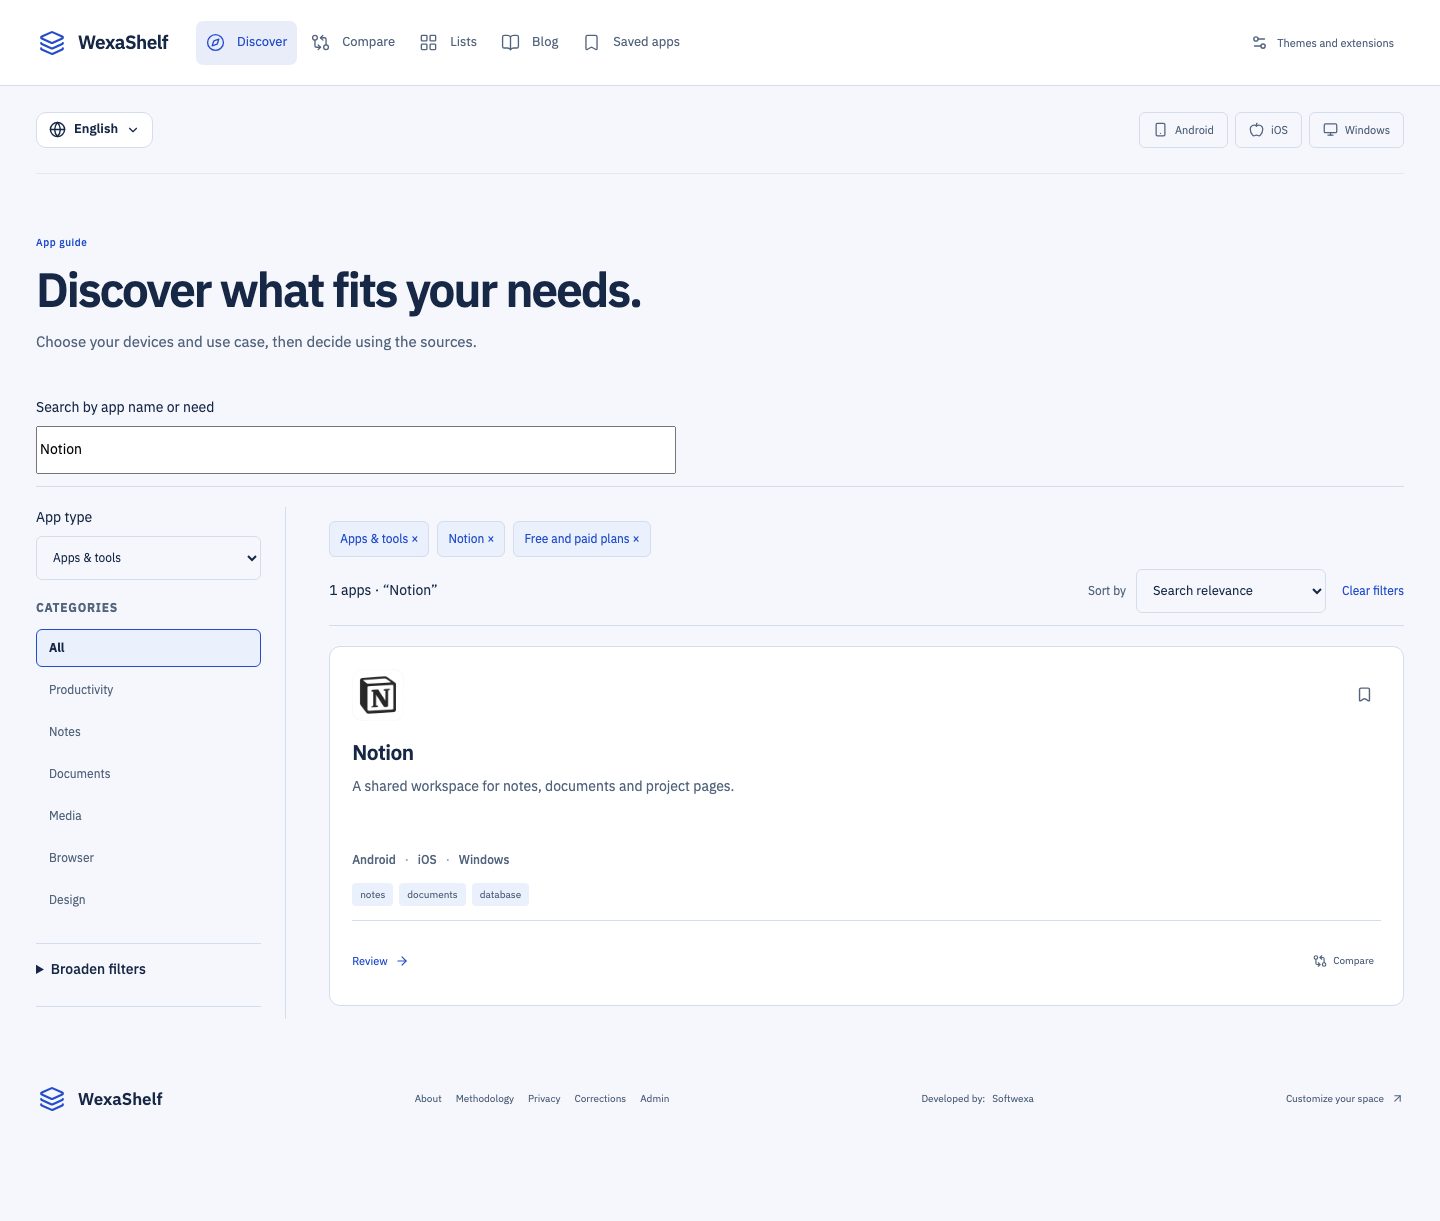 WexaShelf
Discover
Compare
Lists
Blog
Saved apps
Themes and extensions
English
Android
iOS
Windows
App guide
Discover what fits your needs.
Choose your devices and use case, then decide using the sources.
Search by app name or need
Notion
App type
Apps & tools
CATEGORIES
All
Productivity
Notes
Documents
Media
Browser
Design
Broaden filters
Apps & tools ×
Notion ×
Free and paid plans ×
1 apps · “Notion”
Sort by
Search relevance
Clear filters
N
Notion
A shared workspace for notes, documents and project pages.
Android · iOS · Windows
notes
documents
database
Review
Compare
WexaShelf
About
Methodology
Privacy
Corrections
Admin
Developed by: Softwexa
Customize your space